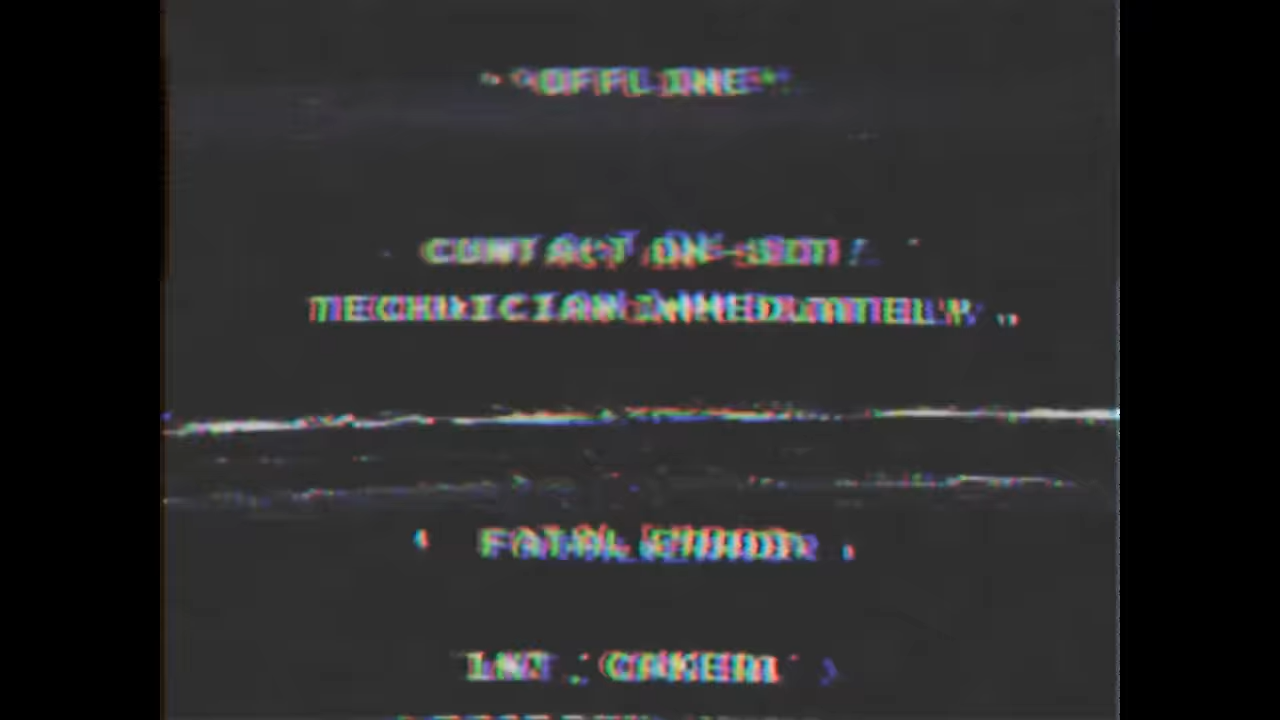 OFFLINE
CONTACT ON-SITE
TECHNICIAN IMMEDIATELY.
FATAL ERROR